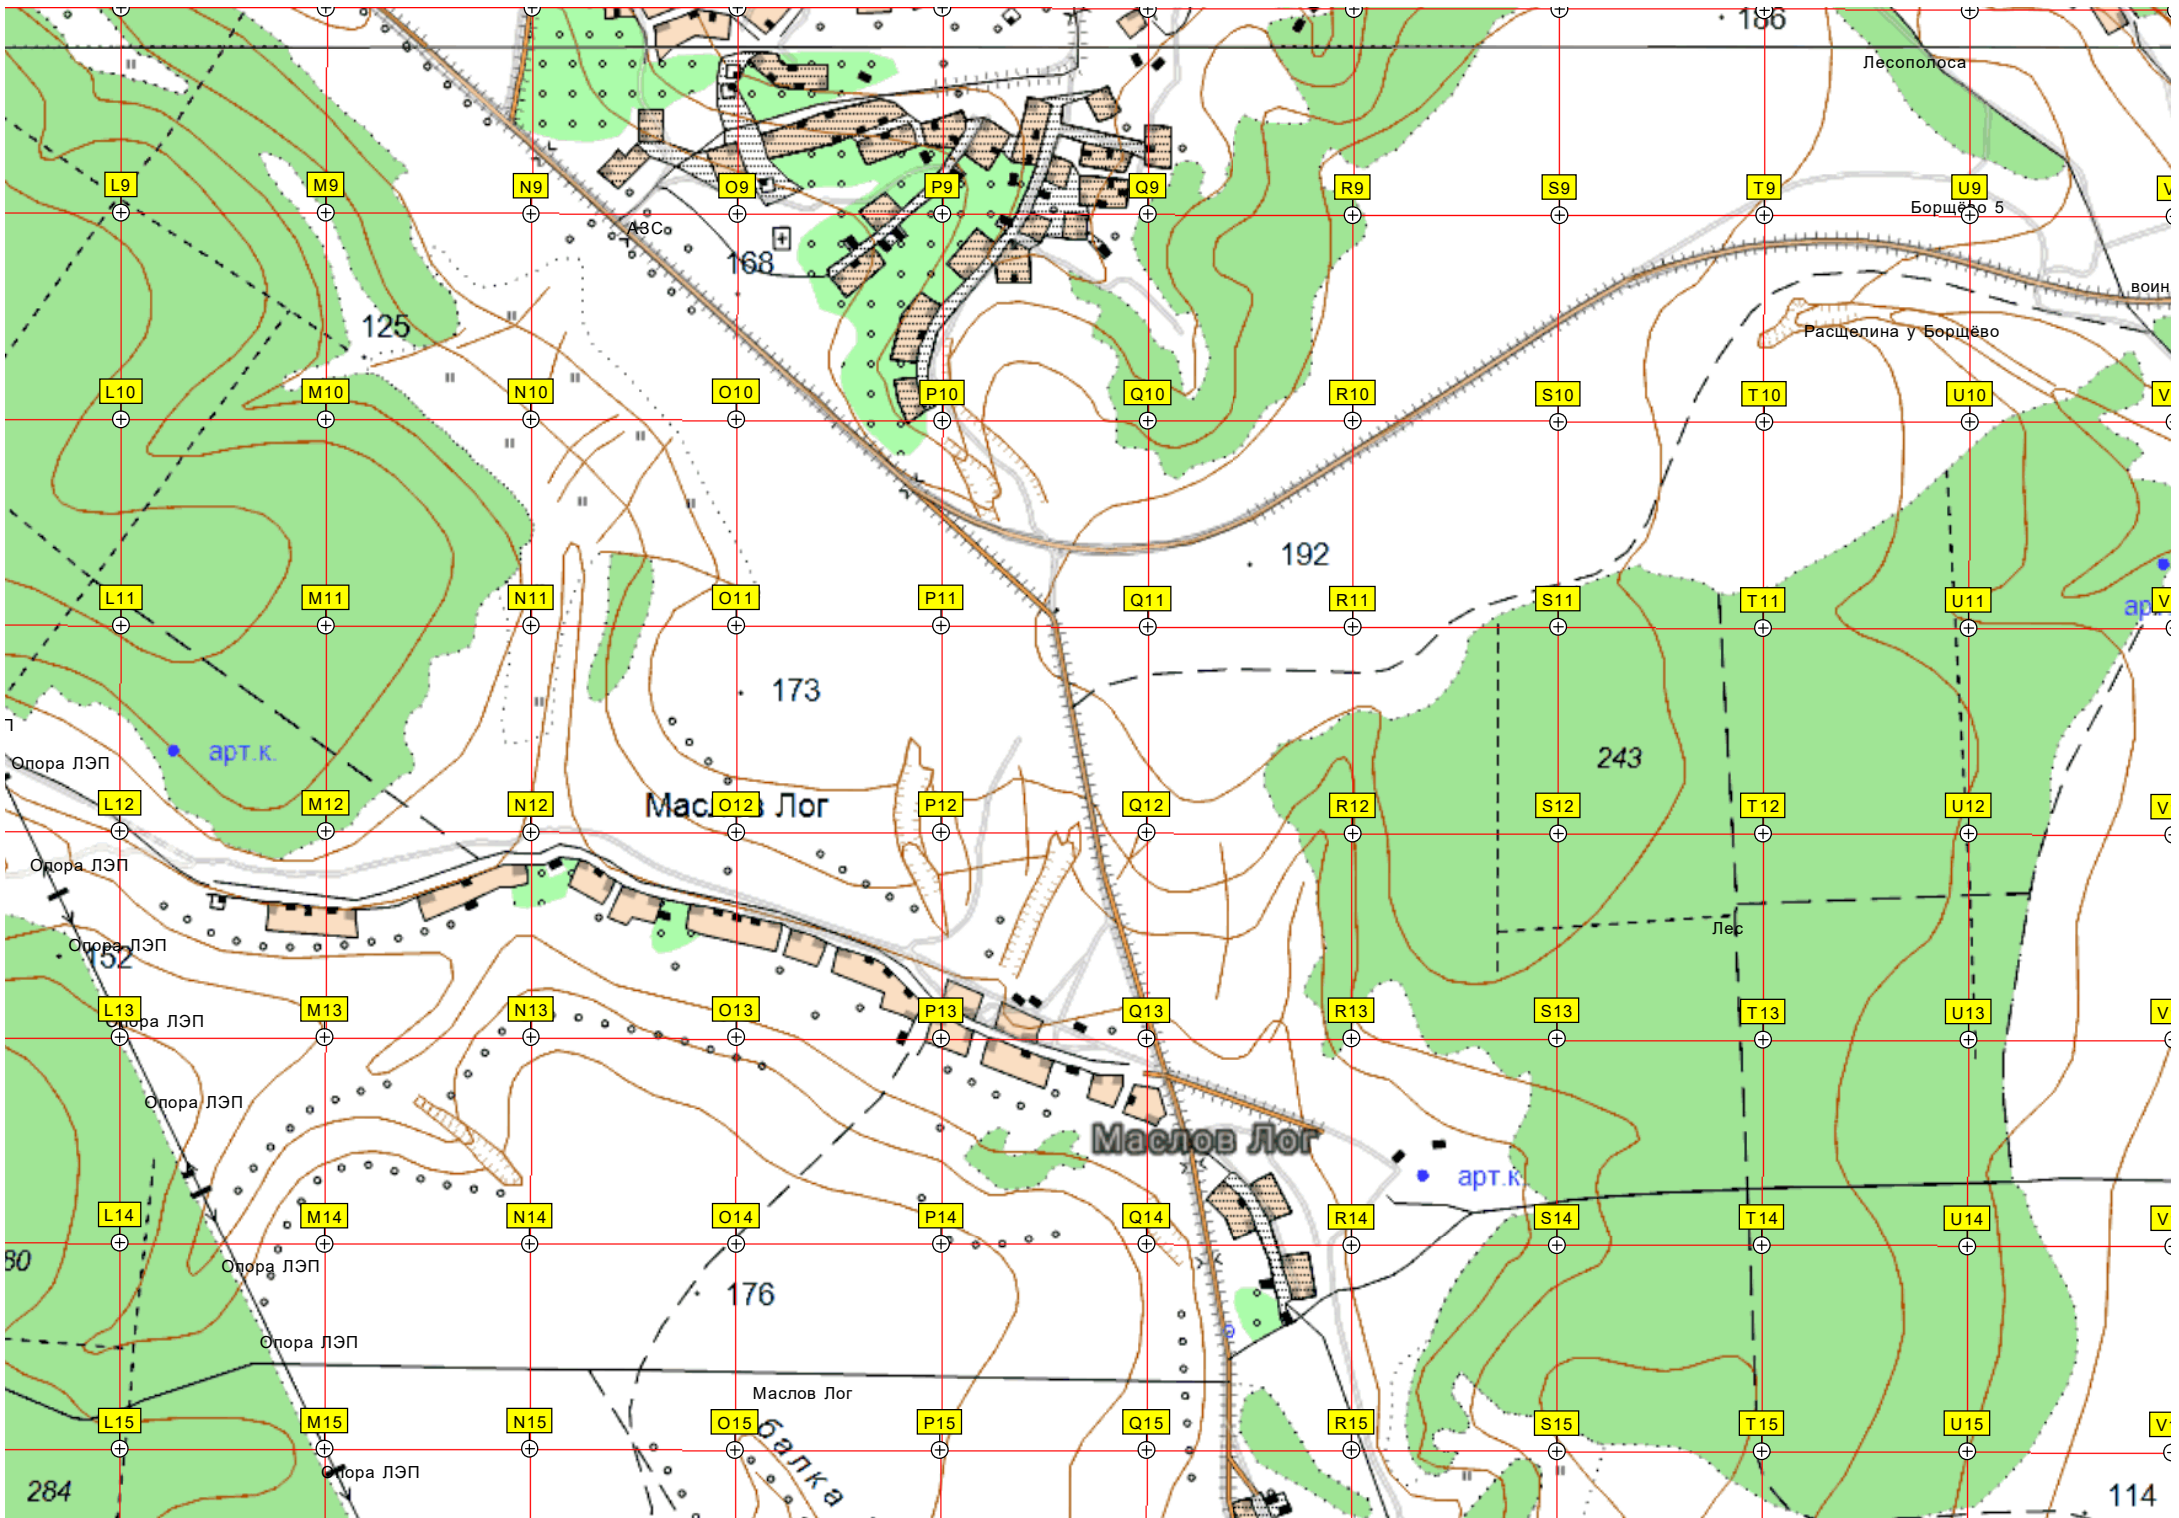 186
Лесополоса
L9 M9 N9 O9 P9 Q9 R9 S9 T9 U9 V
Борщёво 5
АЗС
168
воин
125
Расщелина у Борщёво
L10 M10 N10 O10 P10 Q10 R10 S10 T10 U10 V
192
L11 M11 N11 O11 P11 Q11 R11 S11 T11 U11 V
ар
173
П
арт.к.
243
Опора ЛЭП
Маслов Лог
L12 M12 N12 O12 P12 Q12 R12 S12 T12 U12 V
Опора ЛЭП
Лес
Опора ЛЭП
152
L13 M13 N13 O13 P13 Q13 R13 S13 T13 U13 V
Опора ЛЭП
Опора ЛЭП
Маслов Лог
арт.к
L14 M14 N14 O14 P14 Q14 R14 S14 T14 U14 V
80
Опора ЛЭП
176
Опора ЛЭП
Маслов Лог
L15 M15 N15 O15 P15 Q15 R15 S15 T15 U15 V1
балка
Опора ЛЭП
284
114